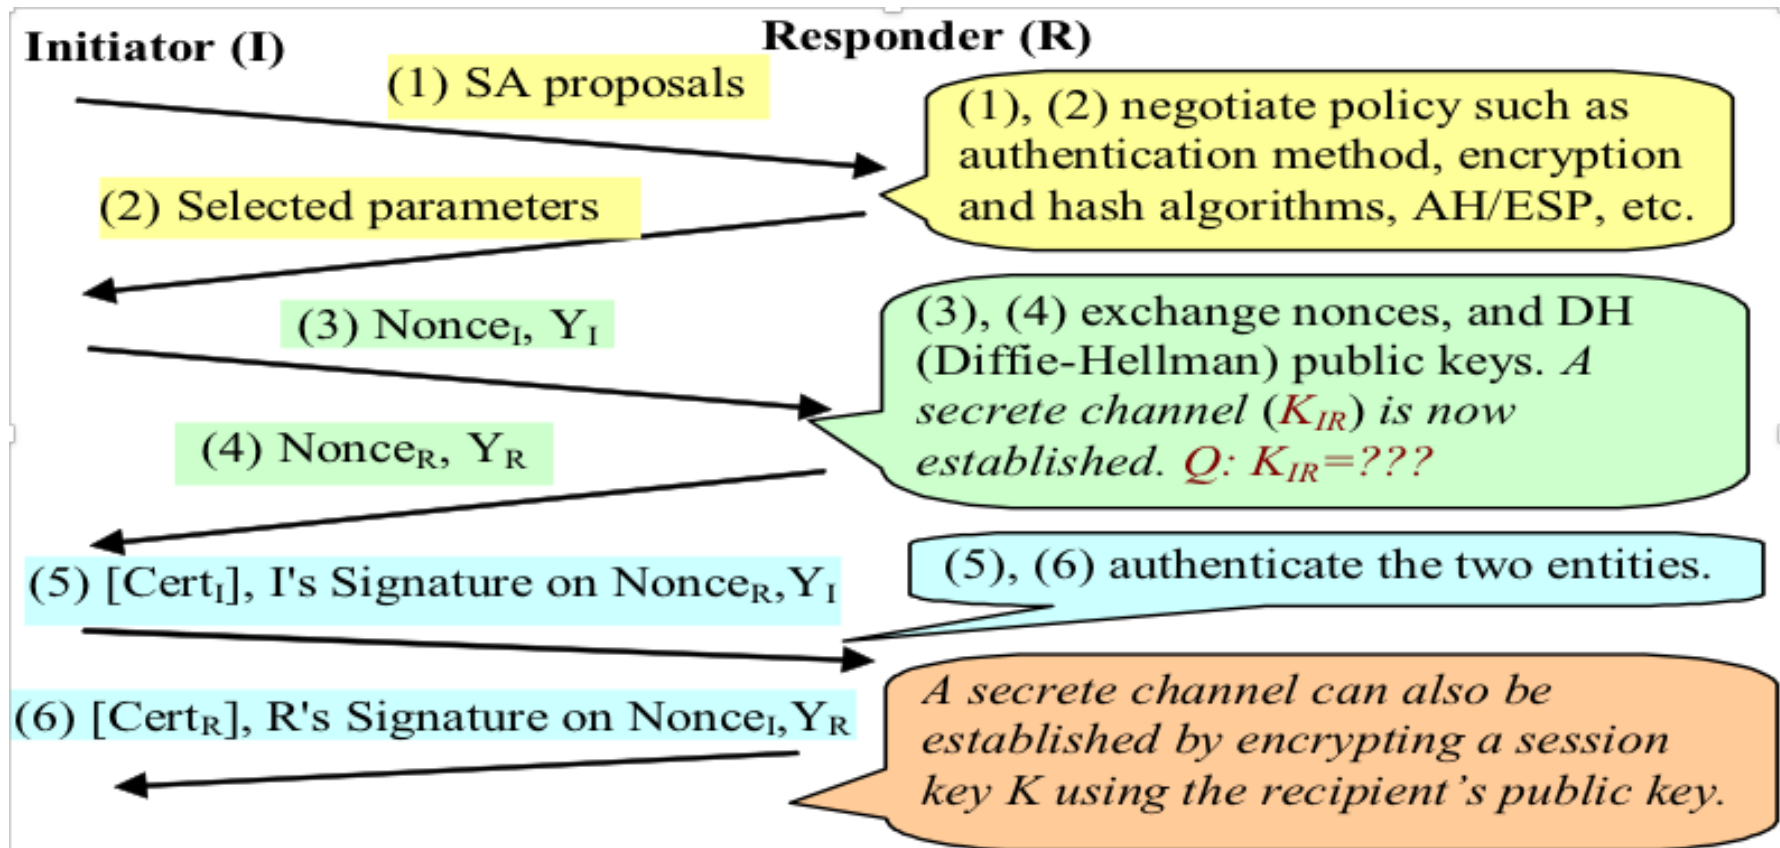 Initiator (I)
Responder (R)
(1) SA proposals
(1), (2) negotiate policy such as
authentication method, encryption
and hash algorithms, AH/ESP, etc.
(2) Selected parameters
(3) NonceI, YI
(3), (4) exchange nonces, and DH
(Diffie-Hellman) public keys. A
secrete channel (KIR) is now
established. Q: KIR=???
(4) NonceR, YR
(5) [CertI], I's Signature on NonceR,YI
(5), (6) authenticate the two entities.
(6) [CertR], R's Signature on NonceI,YR
A secrete channel can also be
established by encrypting a session
key K using the recipient’s public key.